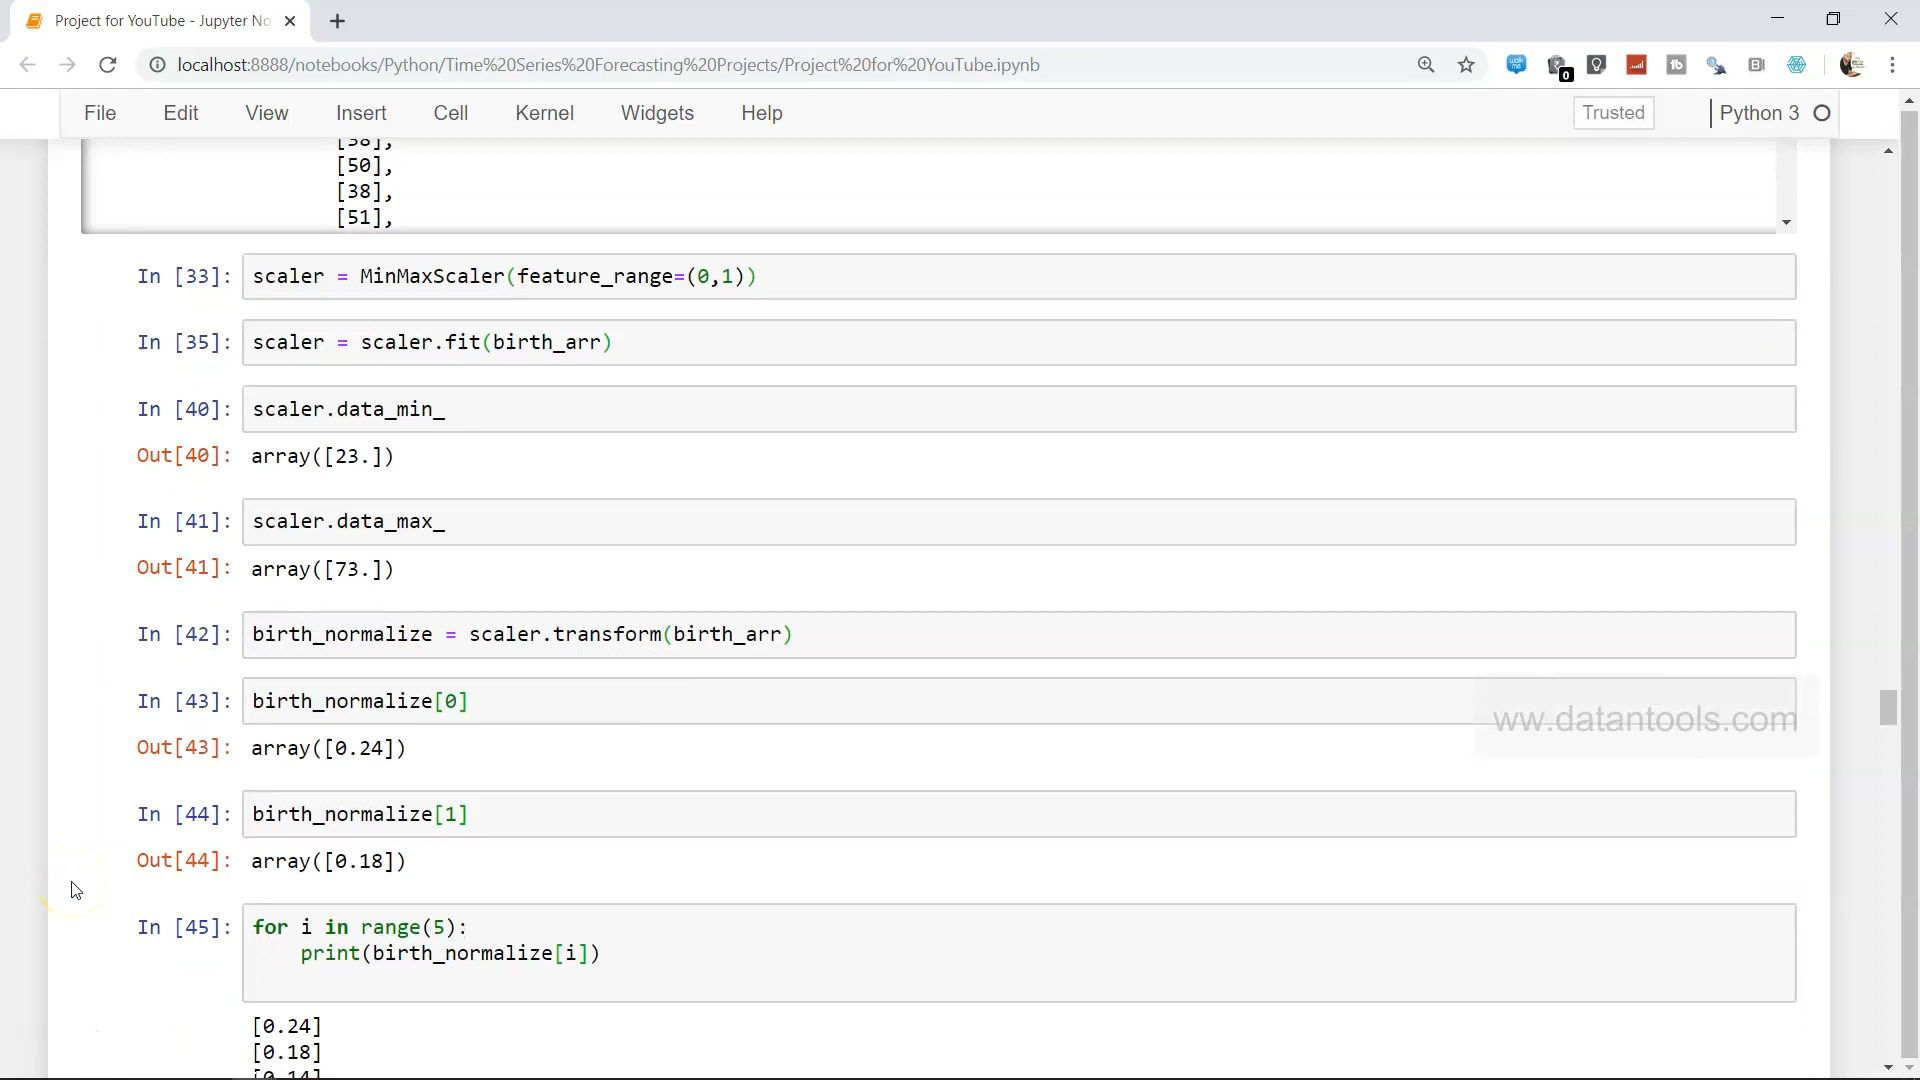 Project for YouTube - Jupyter No
localhost:8888/notebooks/Python/Time%20Series%20Forecasting%20Projects/Project%20for%20YouTube.ipynb
0
File Edit View Insert Cell Kernel Widgets Help Trusted Python 3
[38],
[50],
[38],
[51],
In [33]: scaler = MinMaxScaler(feature_range=(0,1))
In [35]: scaler = scaler.fit(birth_arr)
In [40]: scaler.data_min_
Out[40]: array([23.])
In [41]: scaler.data_max_
Out[41]: array([73.])
In [42]: birth_normalize = scaler.transform(birth_arr)
In [43]: birth_normalize[0]
ww.datantools.com
Out[43]: array([0.24])
In [44]: birth_normalize[1]
Out[44]: array([0.18])
In [45]: for i in range(5):
print(birth_normalize[i])
[0.24]
[0.18]
[0.14]